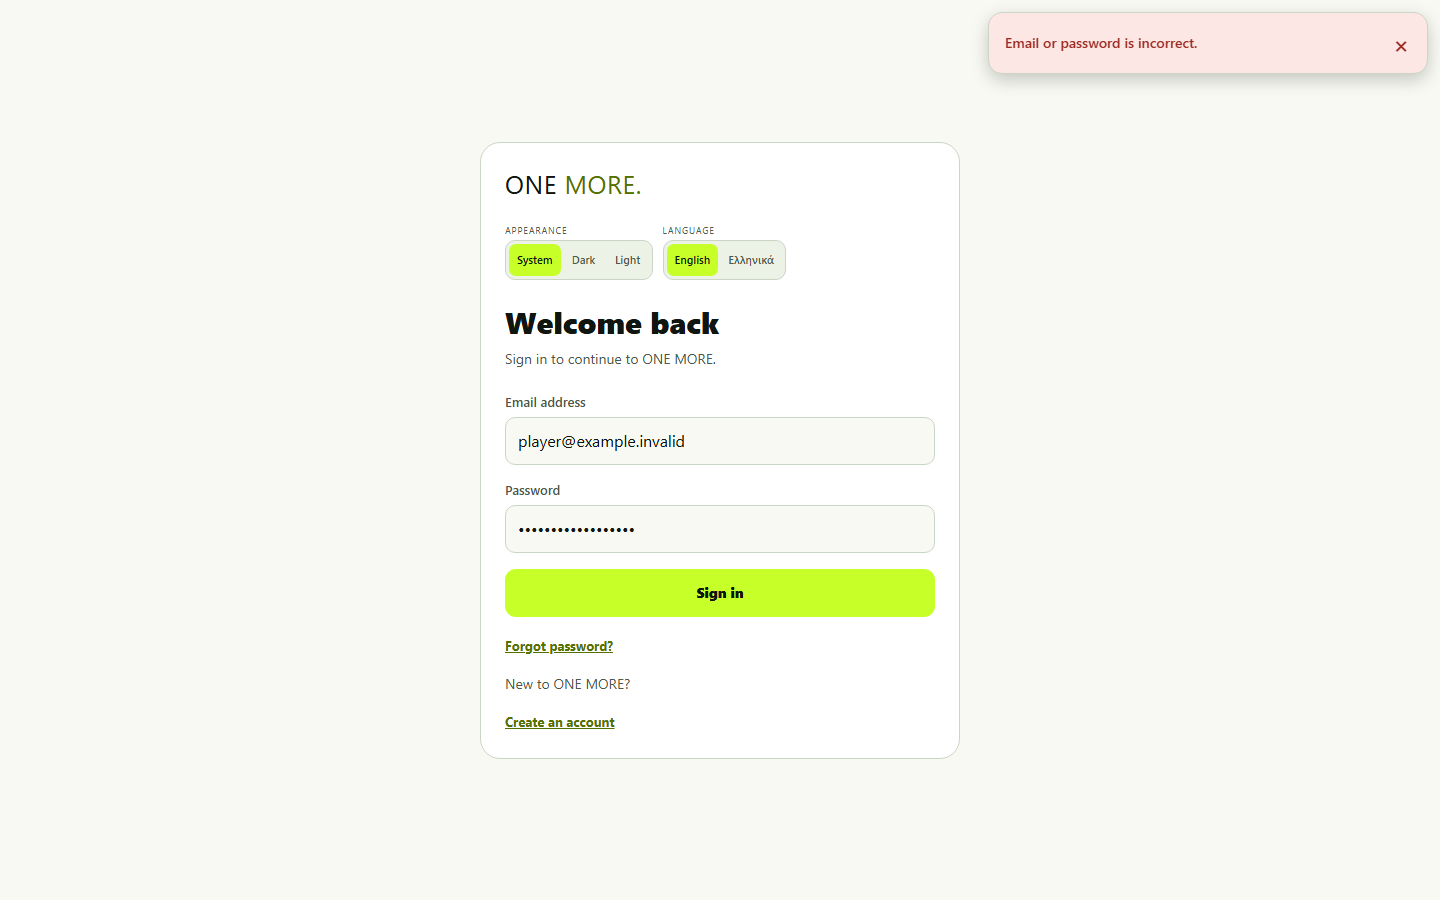 Email or password is incorrect.
ONE MORE.
APPEARANCE
LANGUAGE
System Dark Light
English Ελληνικά
Welcome back
Sign in to continue to ONE MORE.
Email address
player@example.invalid
Password
Sign in
Forgot password?
New to ONE MORE?
Create an account